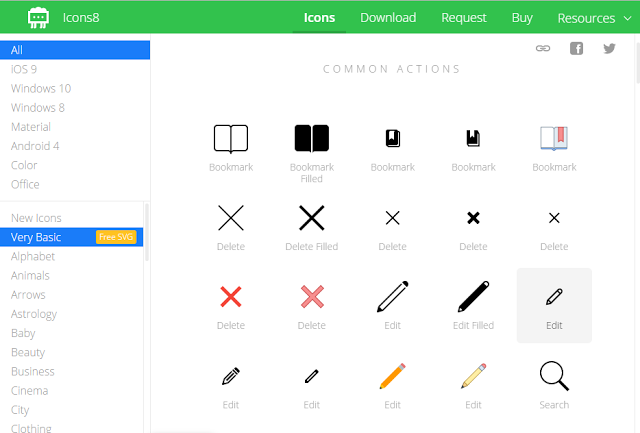 Icons8
Icons
Download
Request
Buy
Resources
All
iOS 9
Windows 10
Windows 8
Material
Android 4
Color
Office
New Icons
Very Basic
Free SVG
Alphabet
Animals
Arrows
Astrology
Baby
Beauty
Business
Cinema
City
Clothing
COMMON ACTIONS
Bookmark
Bookmark
Filled
Bookmark
Bookmark
Bookmark
Delete
Delete Filled
Delete
Delete
Delete
Delete
Delete
Edit
Edit Filled
Edit
Edit
Edit
Edit
Edit
Search